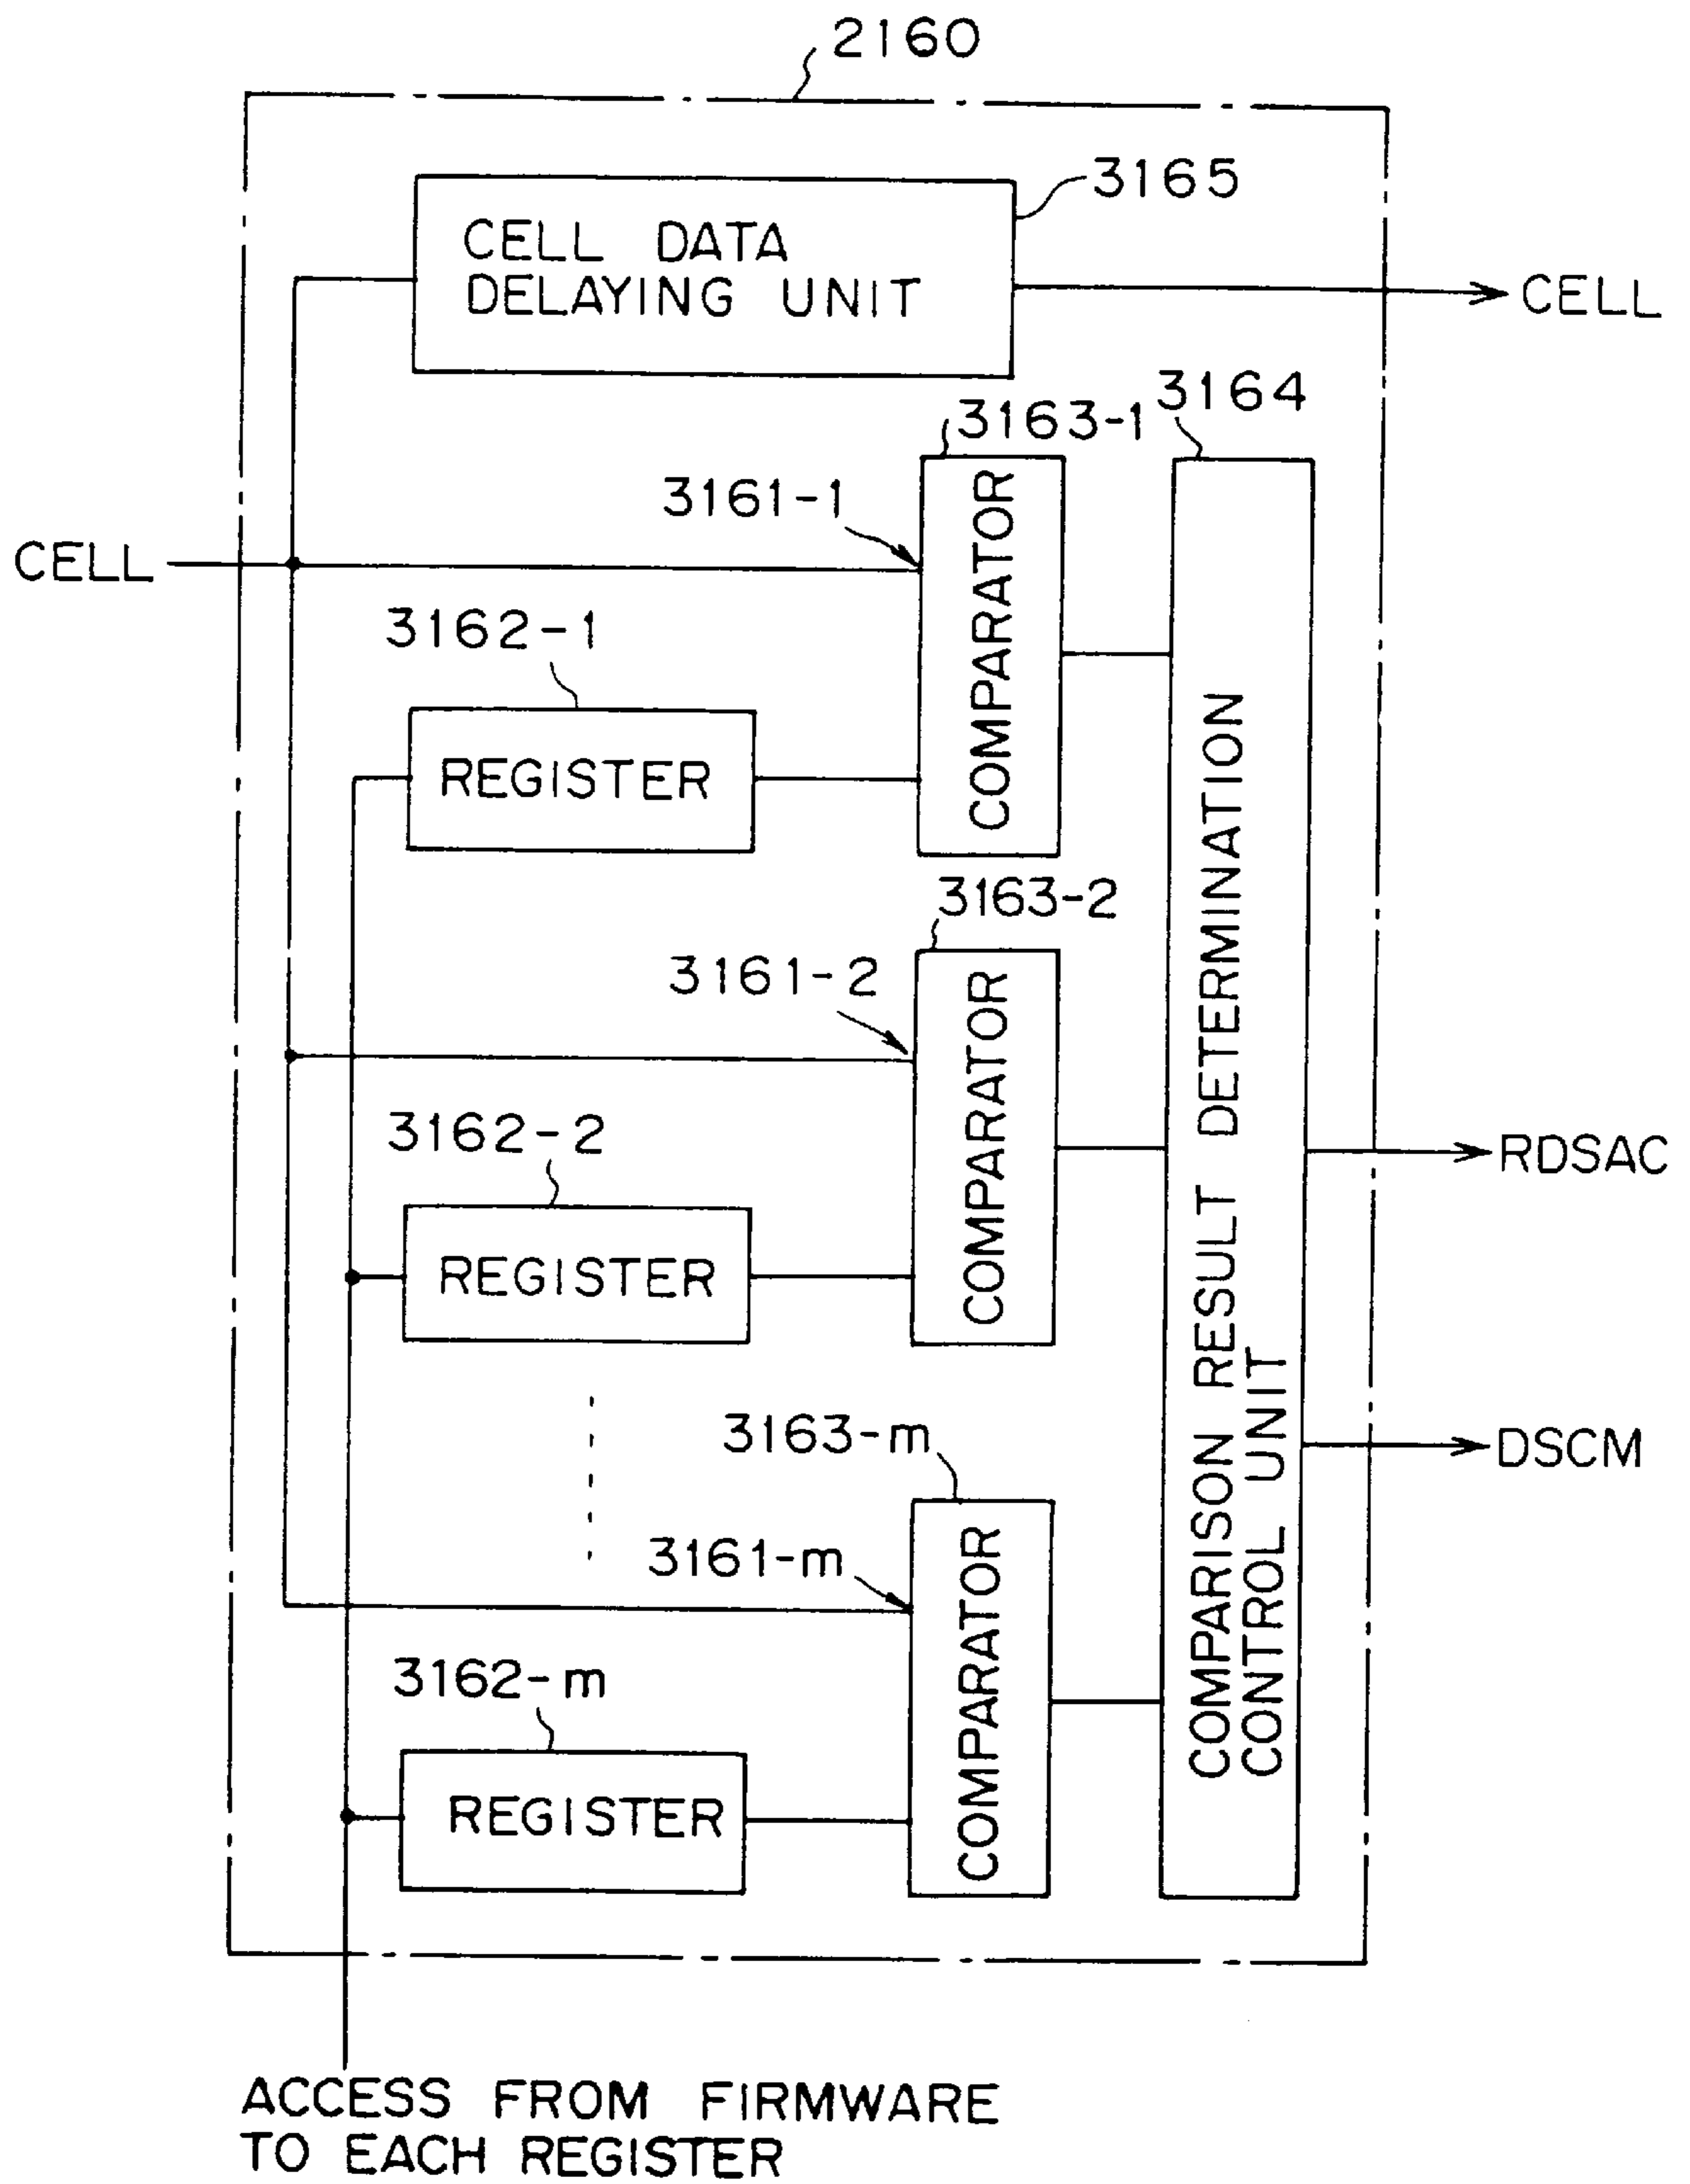 2160
3165
CELL DATA
DELAYING UNIT
CELL
3163-1
3164
3161-1
COMPARATOR
CELL
3162-1
REGISTER
3163-2
3161-2
COMPARATOR
COMPARISON RESULT DETERMINATION
CONTROL UNIT
3162-2
RDSAC
REGISTER
3163-m
DSCM
3161-m
COMPARATOR
3162-m
REGISTER
ACCESS FROM FIRMWARE
TO EACH REGISTER